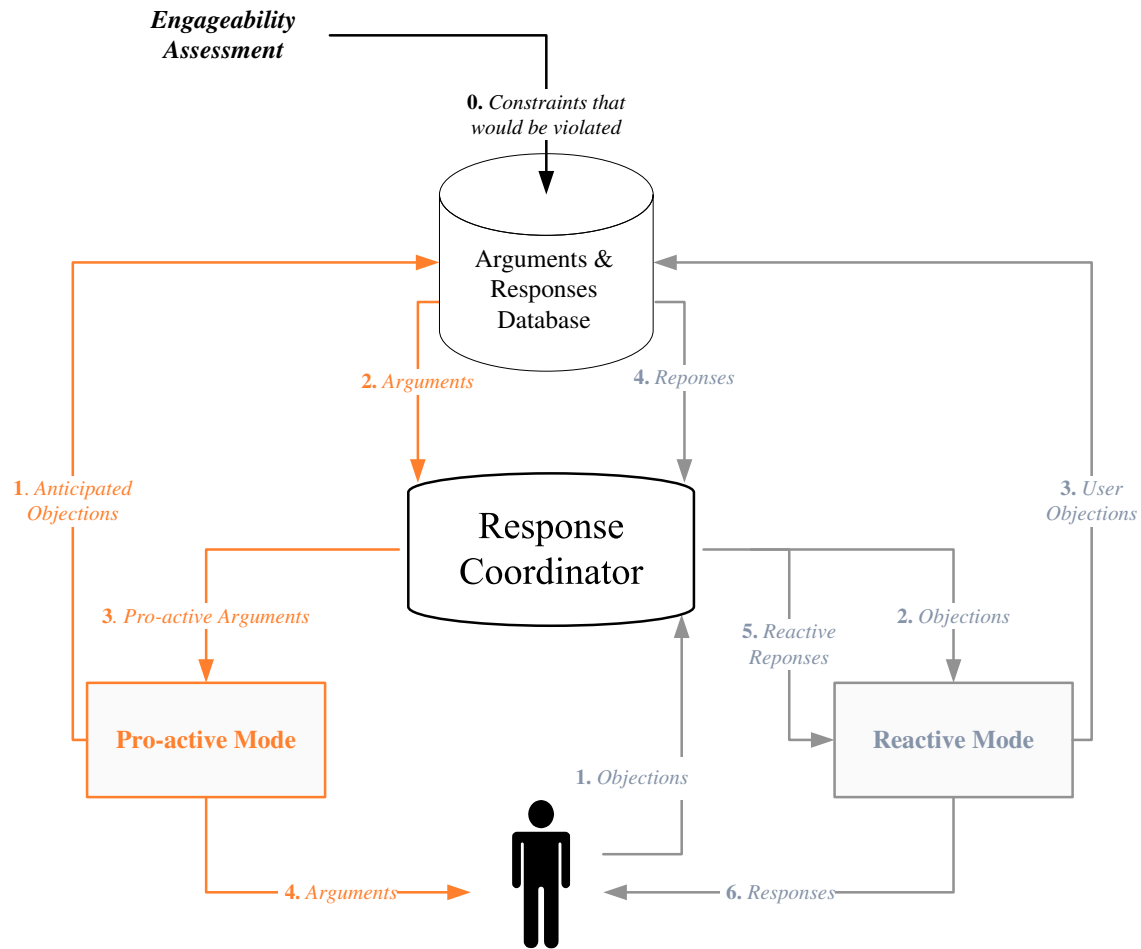 Engageability
Assessment
0. Constraints that
would be violated
Arguments &
Responses
Database
2. Arguments
4. Reponses
1. Anticipated
Objections
3. User
Objections
Response
Coordinator
3. Pro-active Arguments
5. Reactive
Reponses
2. Objections
Pro-active Mode
Reactive Mode
1. Objections
4. Arguments
6. Responses